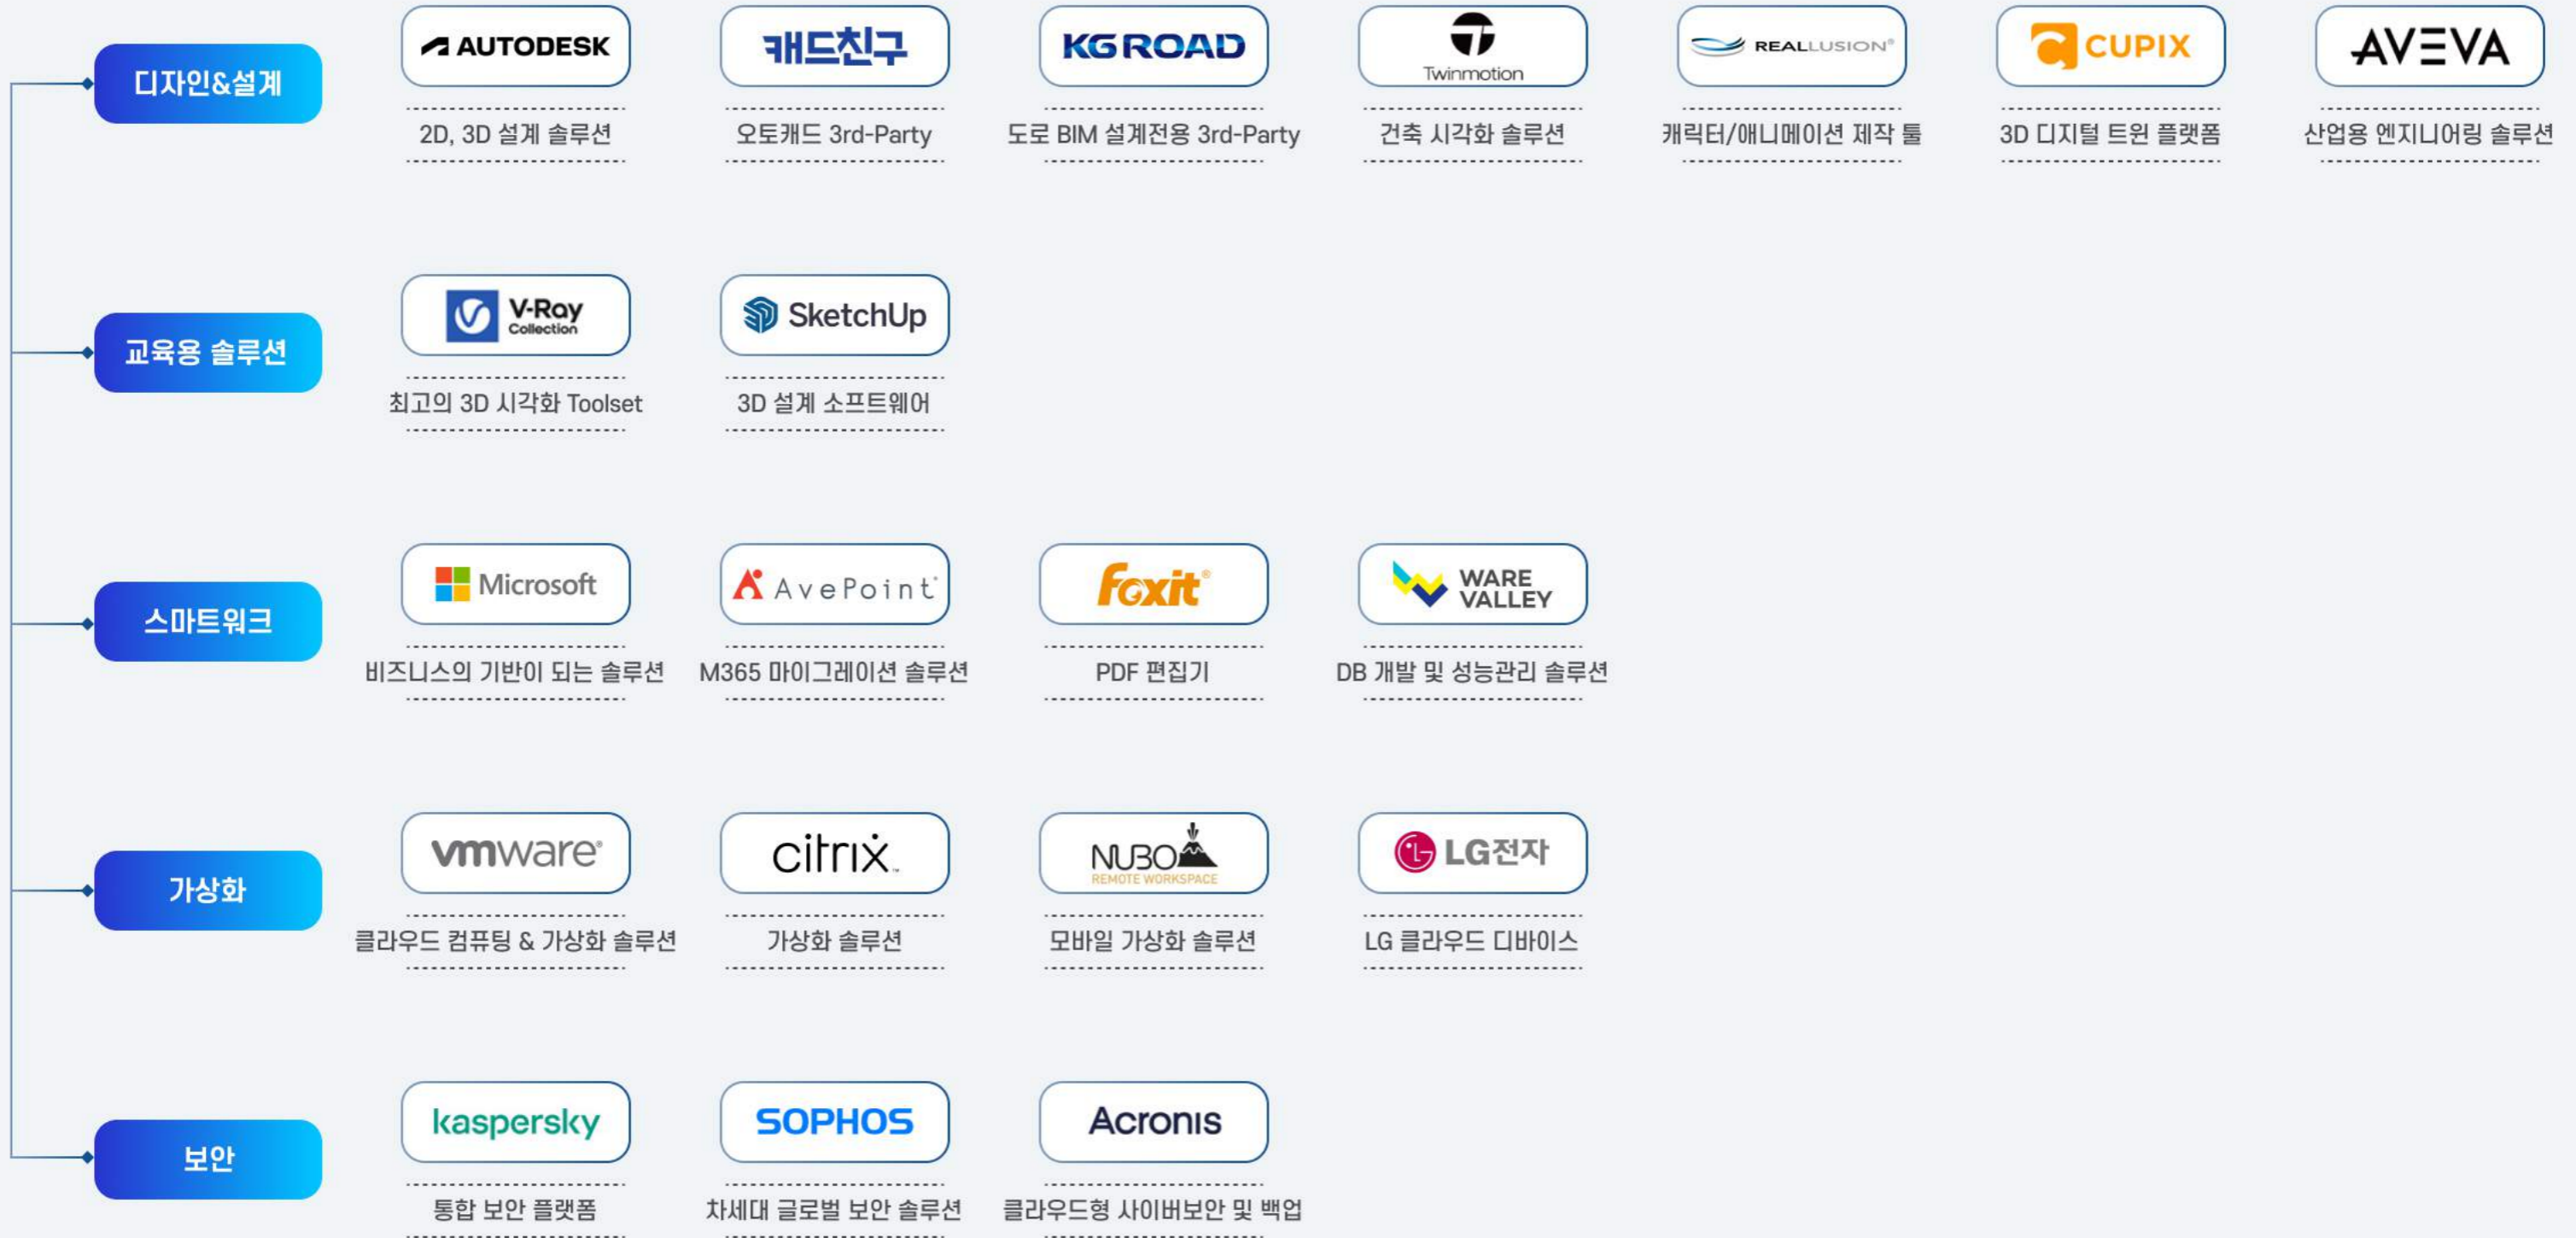 디자인&설계
AUTODESK
2D, 3D 설계 솔루션
캐드친구
오토캐드 3rd-Party
KG ROAD
도로 BIM 설계전용 3rd-Party
Twinmotion
건축 시각화 솔루션
REALLUSION®
캐릭터/애니메이션 제작 툴
CUPIX
3D 디지털 트윈 플랫폼
AVEVA
산업용 엔지니어링 솔루션
교육용 솔루션
V-Ray
Collection
최고의 3D 시각화 Toolset
SketchUp
3D 설계 소프트웨어
스마트워크
Microsoft
비즈니스의 기반이 되는 솔루션
AvePoint
M365 마이그레이션 솔루션
foxit®
PDF 편집기
WARE
VALLEY
DB 개발 및 성능관리 솔루션
가상화
vmware®
클라우드 컴퓨팅 & 가상화 솔루션
citrix™
가상화 솔루션
NUBO
REMOTE WORKSPACE
모바일 가상화 솔루션
LG전자
LG 클라우드 디바이스
보안
kaspersky
통합 보안 플랫폼
SOPHOS
차세대 글로벌 보안 솔루션
Acronis
클라우드형 사이버보안 및 백업